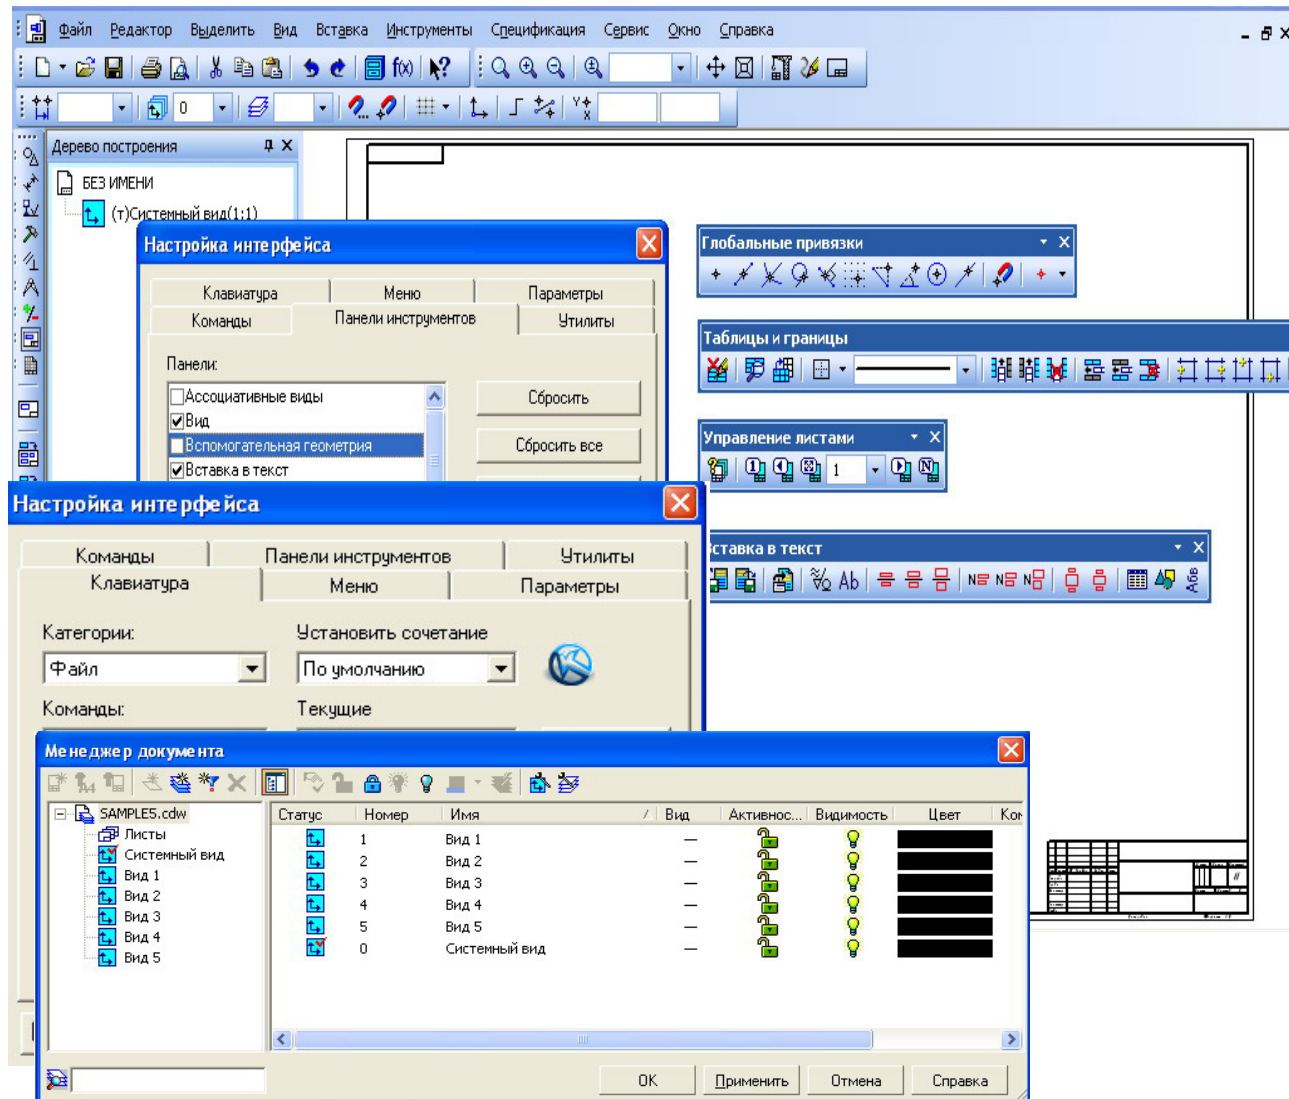 Файл Редактор Выделить Вид Вставка Инструменты Спецификация Сервис Окно Справка
f(x)
0
Дерево построения
БЕЗ ИМЕНИ
(т)Системный вид(1:1)
Настройка интерфейса
Клавиатура Меню Параметры
Команды Панели инструментов Утилиты
Панели:
Ассоциативные виды
Вид
Вспомогательная геометрия
Вставка в текст
Сбросить
Сбросить все
Глобальные привязки
Таблицы и границы
Управление листами
1
Вставка в текст
Настройка интерфейса
Команды Панели инструментов Утилиты
Клавиатура Меню Параметры
Категории: Установить сочетание
Файл По умолчанию
Команды: Текущие
Менеджер документа
SAMPLE5.cdw
Листы
Системный вид
Вид 1
Вид 2
Вид 3
Вид 4
Вид 5
Статус Номер Имя Вид Активнос... Видимость Цвет
1 Вид 1 —
2 Вид 2 —
3 Вид 3 —
4 Вид 4 —
5 Вид 5 —
0 Системный вид —
OK Применить Отмена Справка